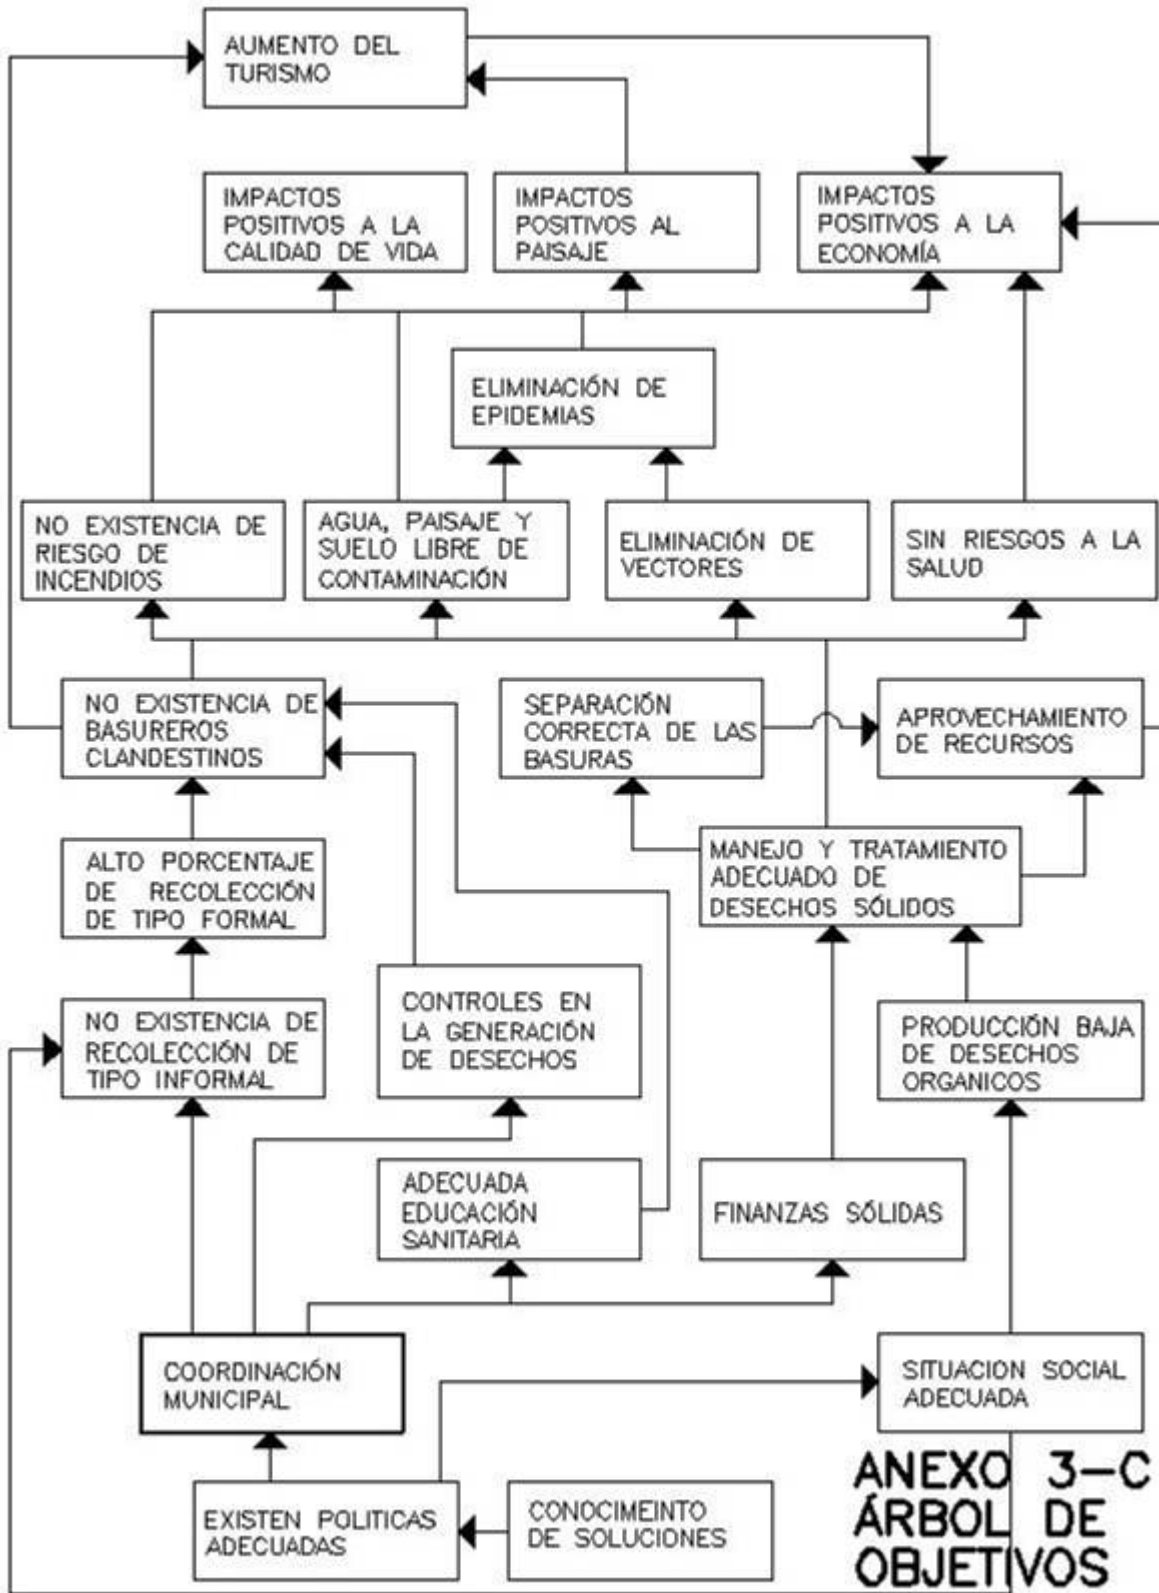 AUMENTO DEL
TURISMO
IMPACTOS
POSITIVOS A LA
CALIDAD DE VIDA
IMPACTOS
POSITIVOS AL
PAISAJE
IMPACTOS
POSITIVOS A LA
ECONOMÍA
ELIMINACIÓN DE
EPIDEMIAS
NO EXISTENCIA DE
RIESGO DE
INCENDIOS
AGUA, PAISAJE Y
SUELO LIBRE DE
CONTAMINACIÓN
ELIMINACIÓN DE
VECTORES
SIN RIESGOS A LA
SALUD
NO EXISTENCIA DE
BASUREROS
CLANDESTINOS
SEPARACIÓN
CORRECTA DE LAS
BASURAS
APROVECHAMIENTO
DE RECURSOS
ALTO PORCENTAJE
DE RECOLECCIÓN
DE TIPO FORMAL
MANEJO Y TRATAMIENTO
ADECUADO DE
DESECHOS SÓLIDOS
NO EXISTENCIA DE
RECOLECCIÓN DE
TIPO INFORMAL
CONTROLES EN
LA GENERACIÓN
DE DESECHOS
PRODUCCIÓN BAJA
DE DESECHOS
ORGANICOS
ADECUADA
EDUCACIÓN
SANITARIA
FINANZAS SÓLIDAS
COORDINACIÓN
MUNICIPAL
SITUACION SOCIAL
ADECUADA
EXISTEN POLITICAS
ADECUADAS
CONOCIMEINTO
DE SOLUCIONES
ANEXO 3-C
ÁRBOL DE
OBJETIVOS